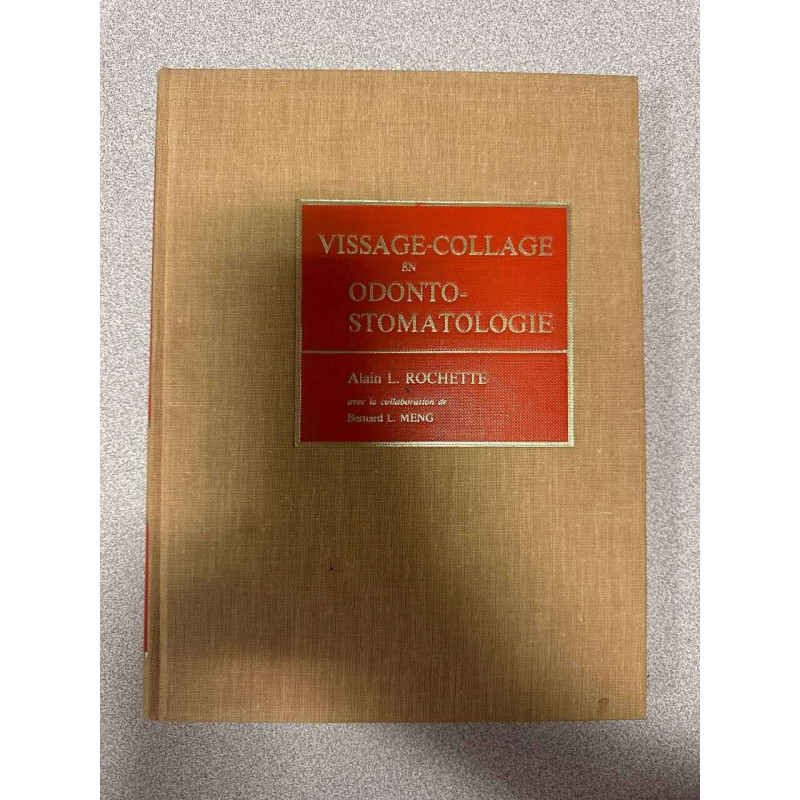 VISSAGE-COLLAGE
EN
ODONTO-
STOMATOLOGIE
Alain L. ROCHETTE
avec la collaboration de
Bernard L. MENG